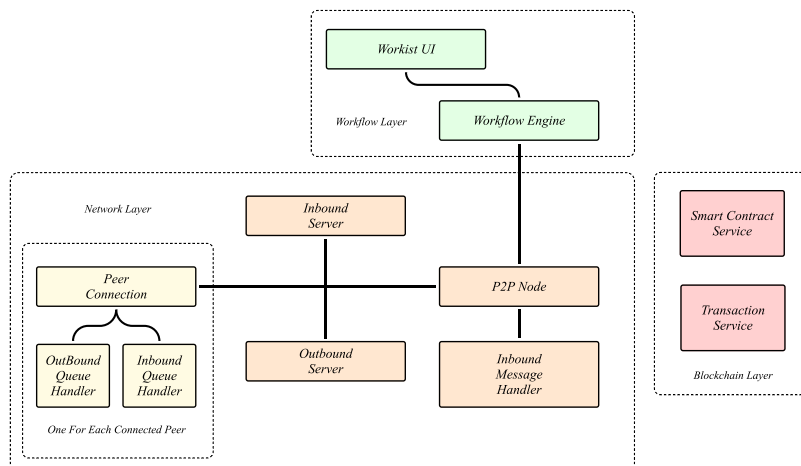 Workist UI
Workflow Layer
Workflow Engine
Network Layer
Inbound
Server
Smart Contract
Service
Peer
Connection
P2P Node
Transaction
Service
OutBound
Queue
Handler
Inbound
Queue
Handler
Outbound
Server
Inbound
Message
Handler
Blockchain Layer
One For Each Connected Peer